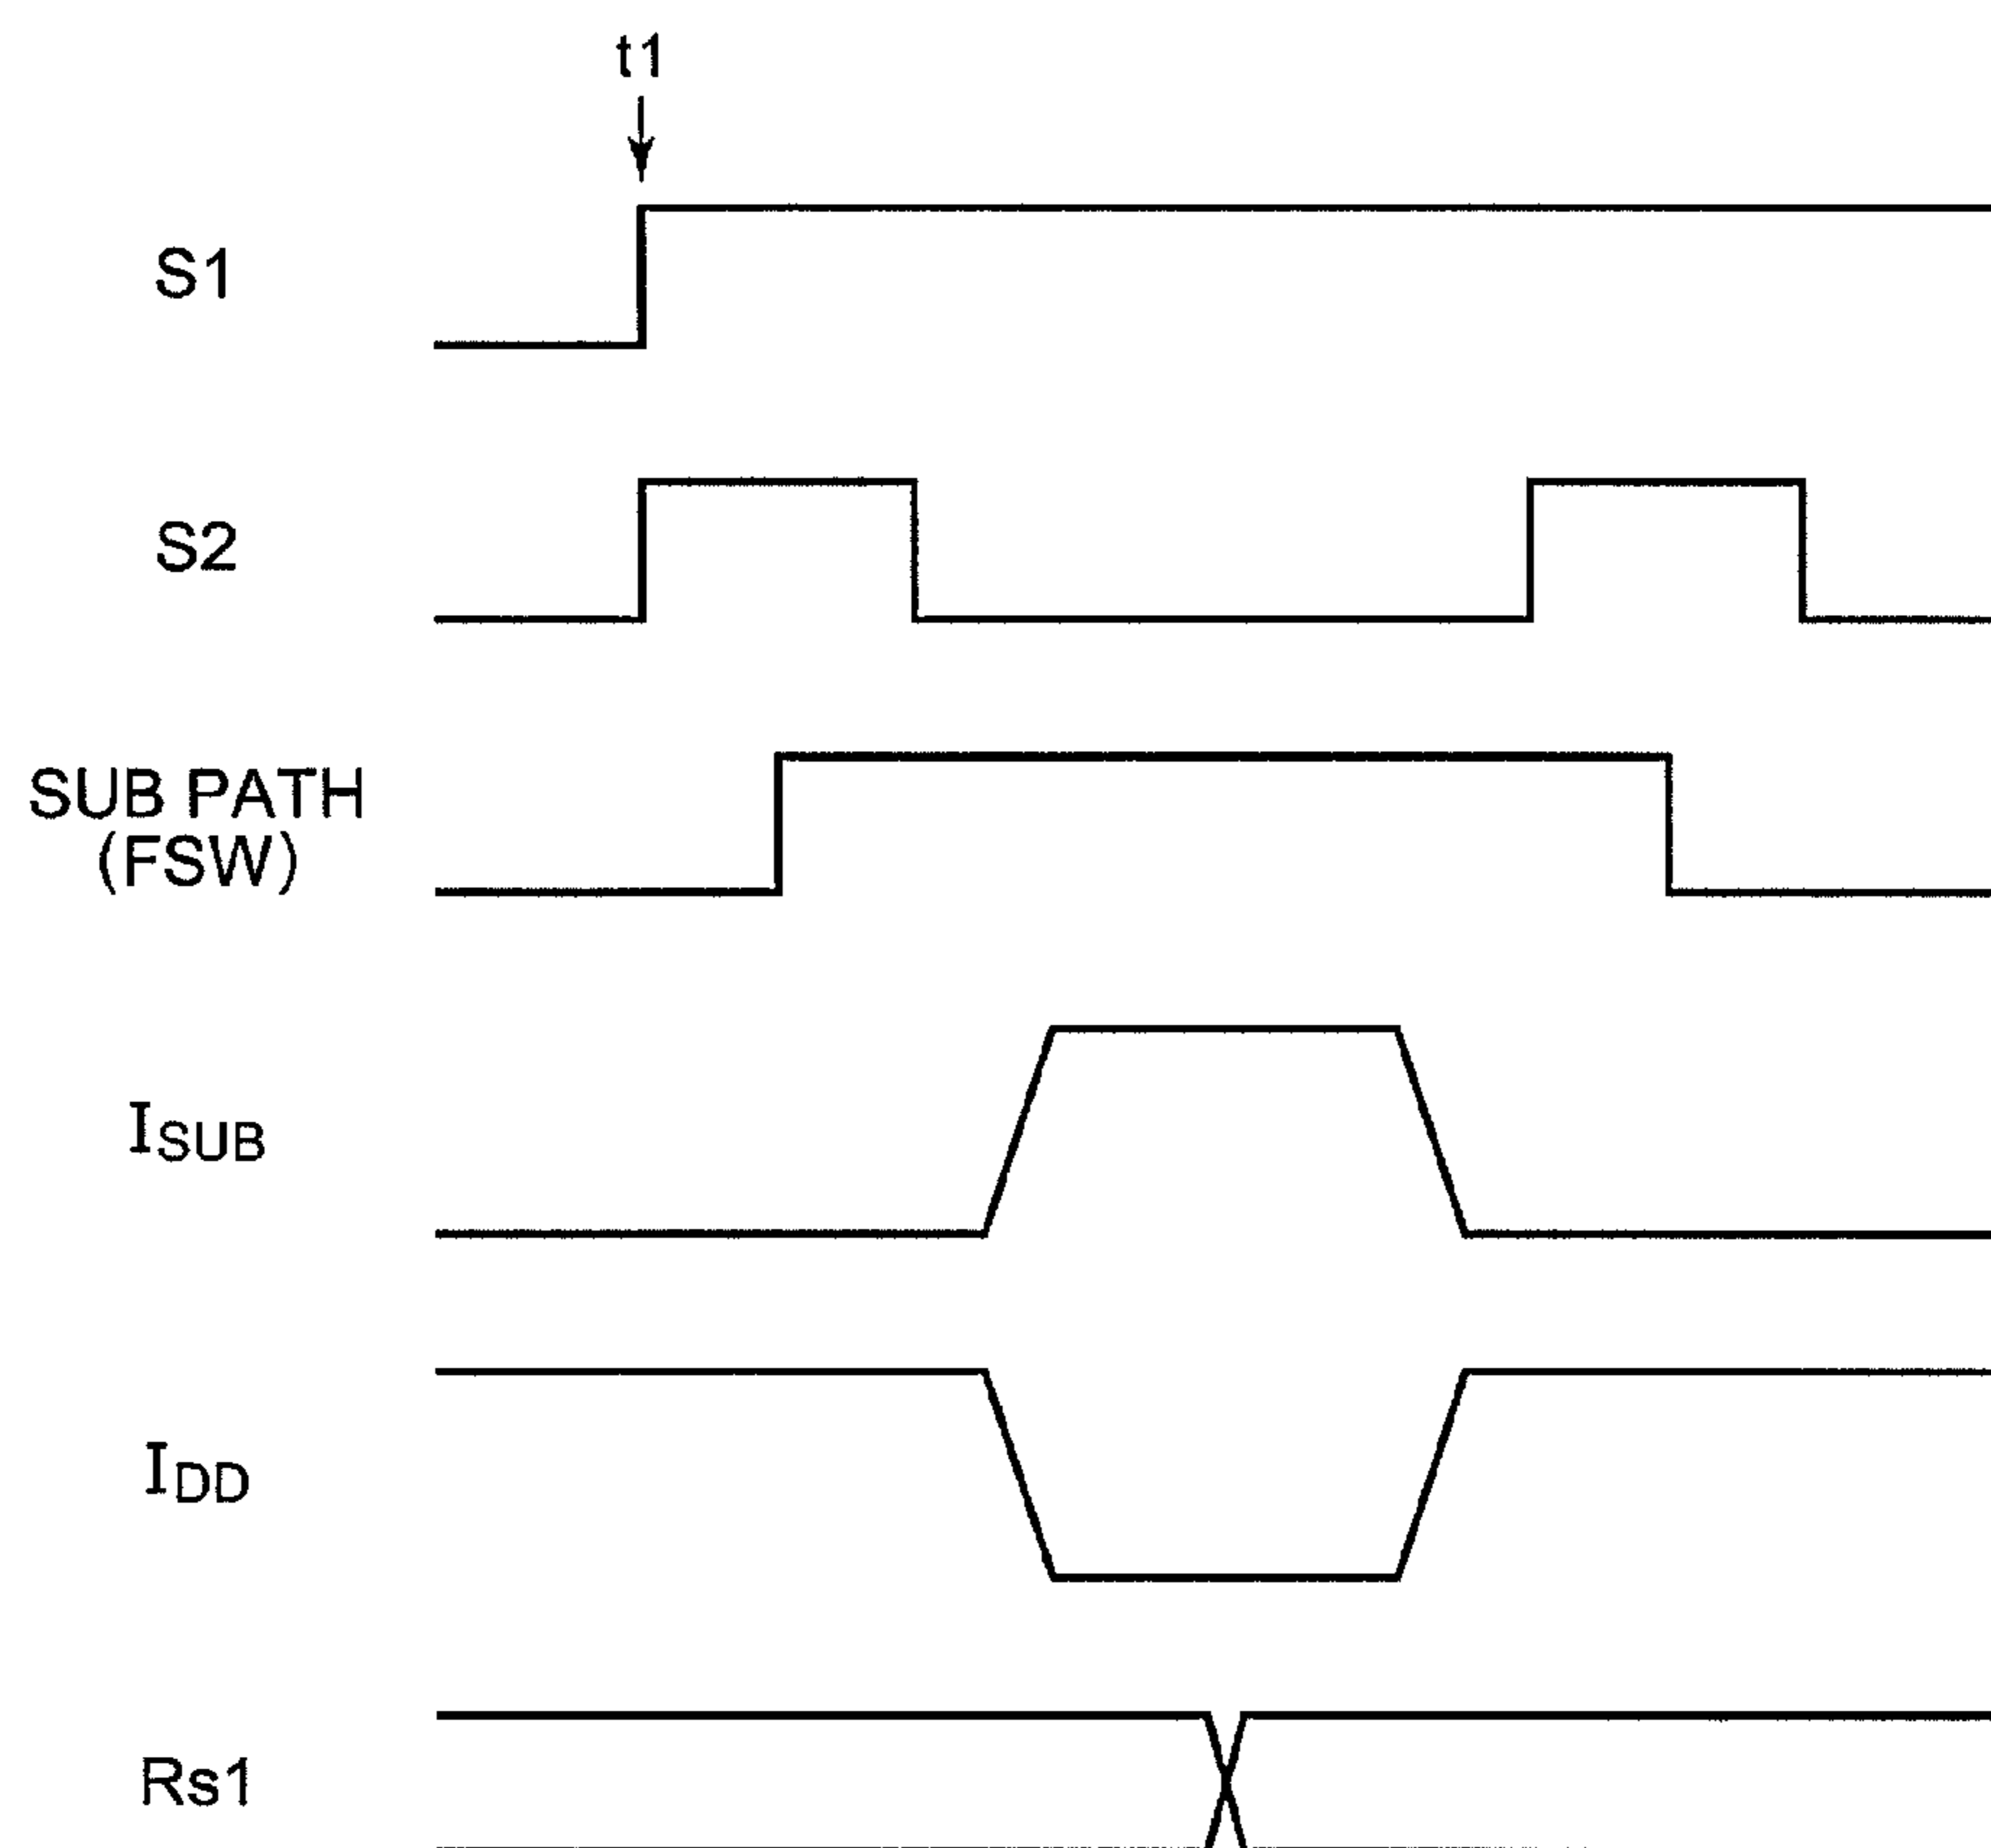 t1
S1
S2
SUB PATH
(FSW)
ISUB
IDD
Rs1